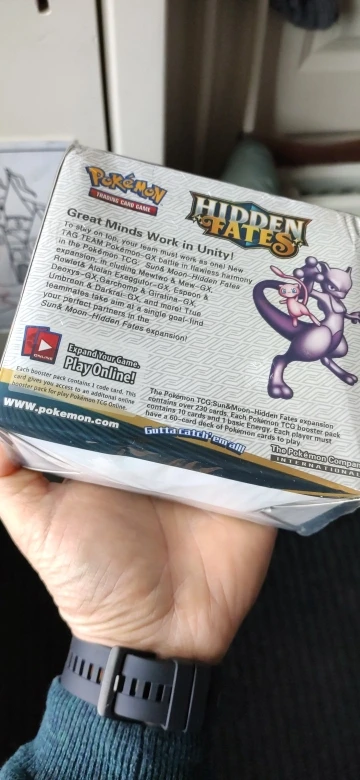 Pokémon
TRADING CARD GAME
HIDDEN
FATES
Great Minds Work in Unity!
To stay on top, your team must work as one! New
TAG TEAM Pokémon-GX battle in flawless harmony
in the Pokémon TCG: Sun & Moon–Hidden Fates
expansion, including Mewtwo & Mew-GX,
Rowlet & Alolan Exeggutor-GX, Espeon &
Deoxys-GX, Garchomp & Giratina-GX,
Umbreon & Darkrai-GX, and more! True
teammates take aim at a single goal–find
your perfect partners in the
Sun & Moon–Hidden Fates expansion!
ONLINE
Expand Your Game.
Play Online!
Each booster pack contains 1 code card. This
card gives you access to an additional online
booster pack for play Pokémon TCG Online.
The Pokémon TCG:Sun&Moon–Hidden Fates expansion
contains over 230 cards. Each Pokémon TCG booster pack
contains 10 cards and 1 basic Energy. Each player must
have a 60-card deck of Pokémon cards to play.
www.pokemon.com
Gotta catch 'em all!
The Pokémon Compan
INTERNATIONAL